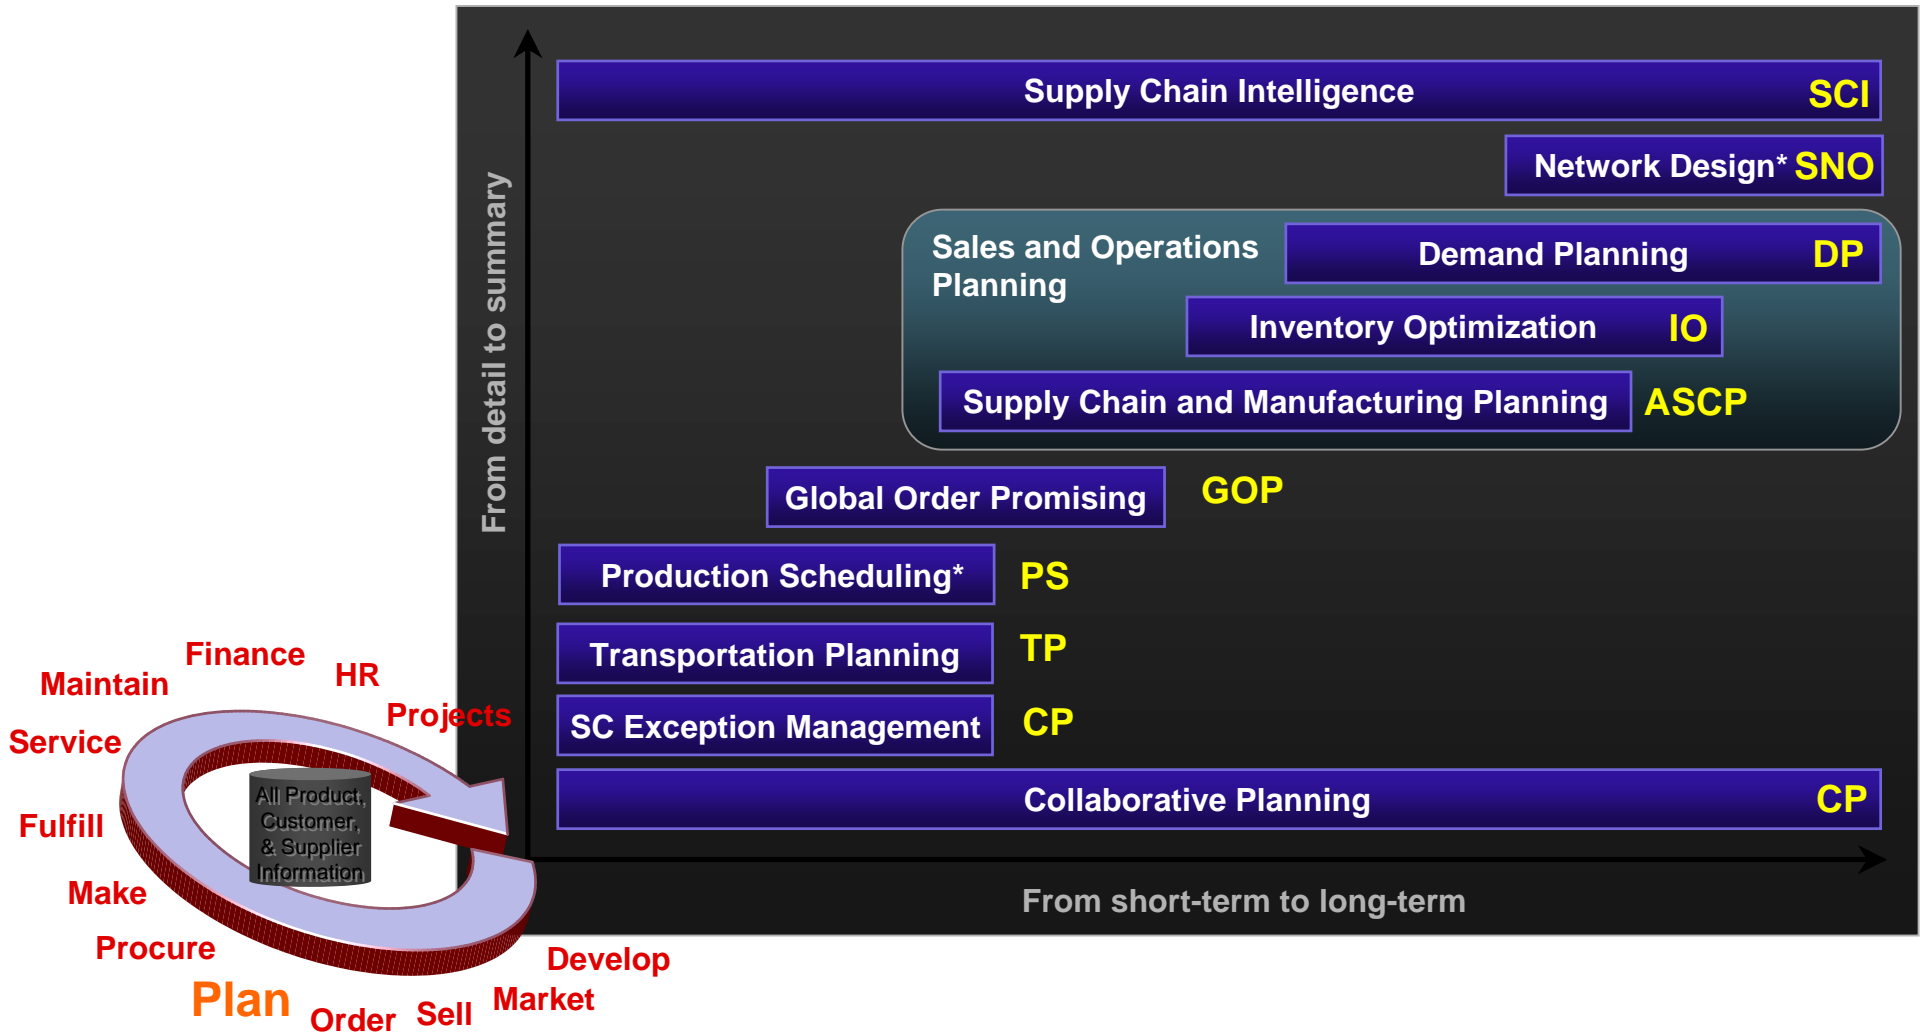 Supply Chain Intelligence SCI
Network Design* SNO
Sales and Operations
Planning
Demand Planning DP
Inventory Optimization IO
Supply Chain and Manufacturing Planning ASCP
Global Order Promising GOP
Production Scheduling* PS
Transportation Planning TP
SC Exception Management CP
Collaborative Planning CP
From detail to summary
From short-term to long-term
Finance
HR
Maintain
Projects
Service
Fulfill
Make
Procure
Plan
Order
Sell
Market
Develop
All Product,
Customer,
& Supplier
Information